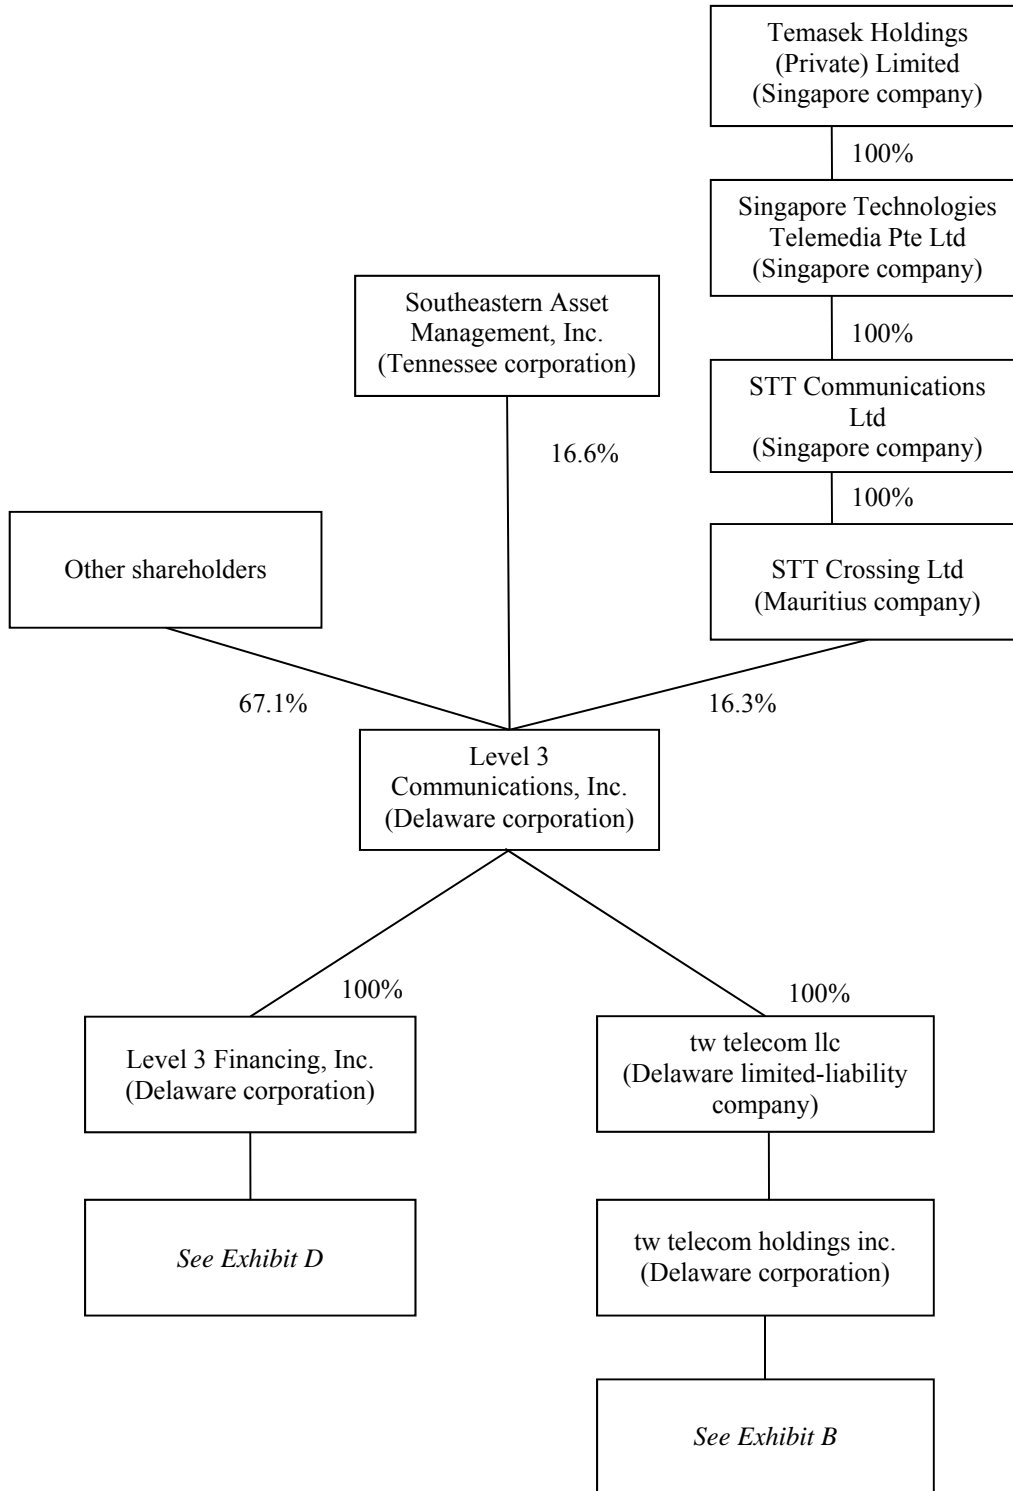 Temasek Holdings
(Private) Limited
(Singapore company)
100%
Singapore Technologies
Telemedia Pte Ltd
(Singapore company)
100%
Southeastern Asset
Management, Inc.
(Tennessee corporation)
STT Communications
Ltd
(Singapore company)
16.6%
100%
Other shareholders
STT Crossing Ltd
(Mauritius company)
67.1%
16.3%
Level 3
Communications, Inc.
(Delaware corporation)
100%
100%
Level 3 Financing, Inc.
(Delaware corporation)
tw telecom llc
(Delaware limited-liability
company)
See Exhibit D
tw telecom holdings inc.
(Delaware corporation)
See Exhibit B